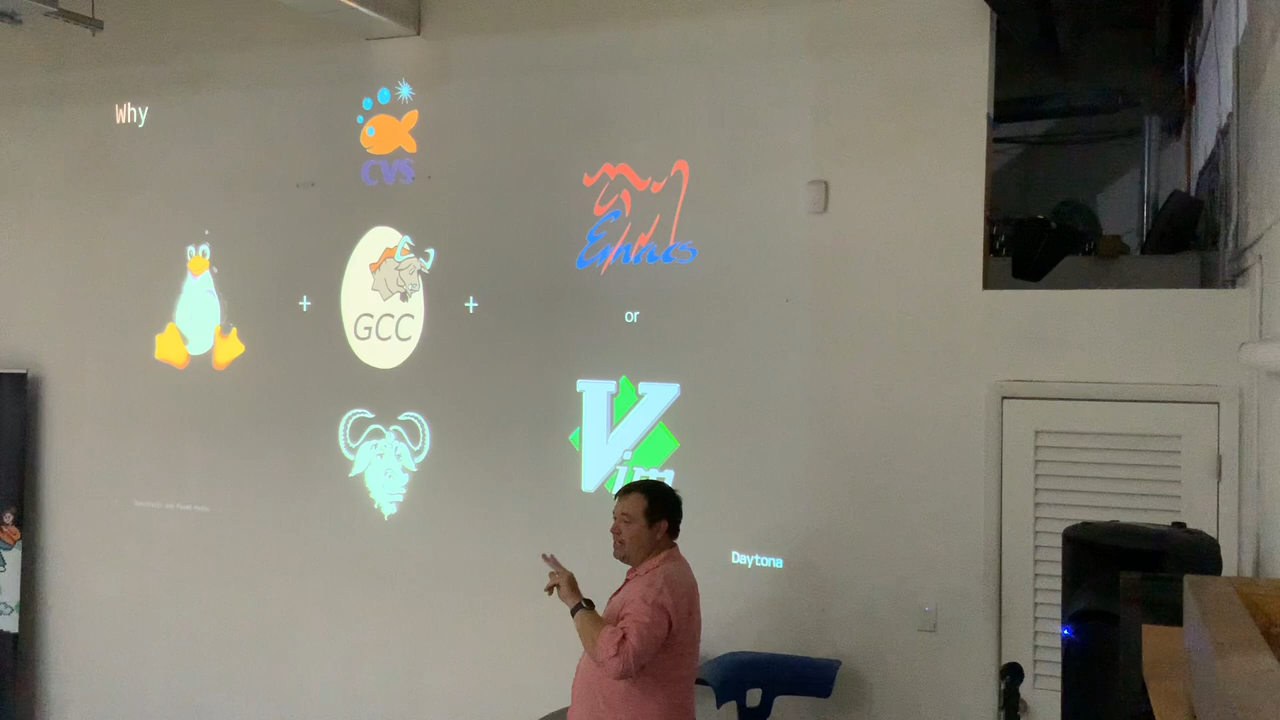 Why
CVS
Emacs
+
GCC
+
or
Vim
Daytona